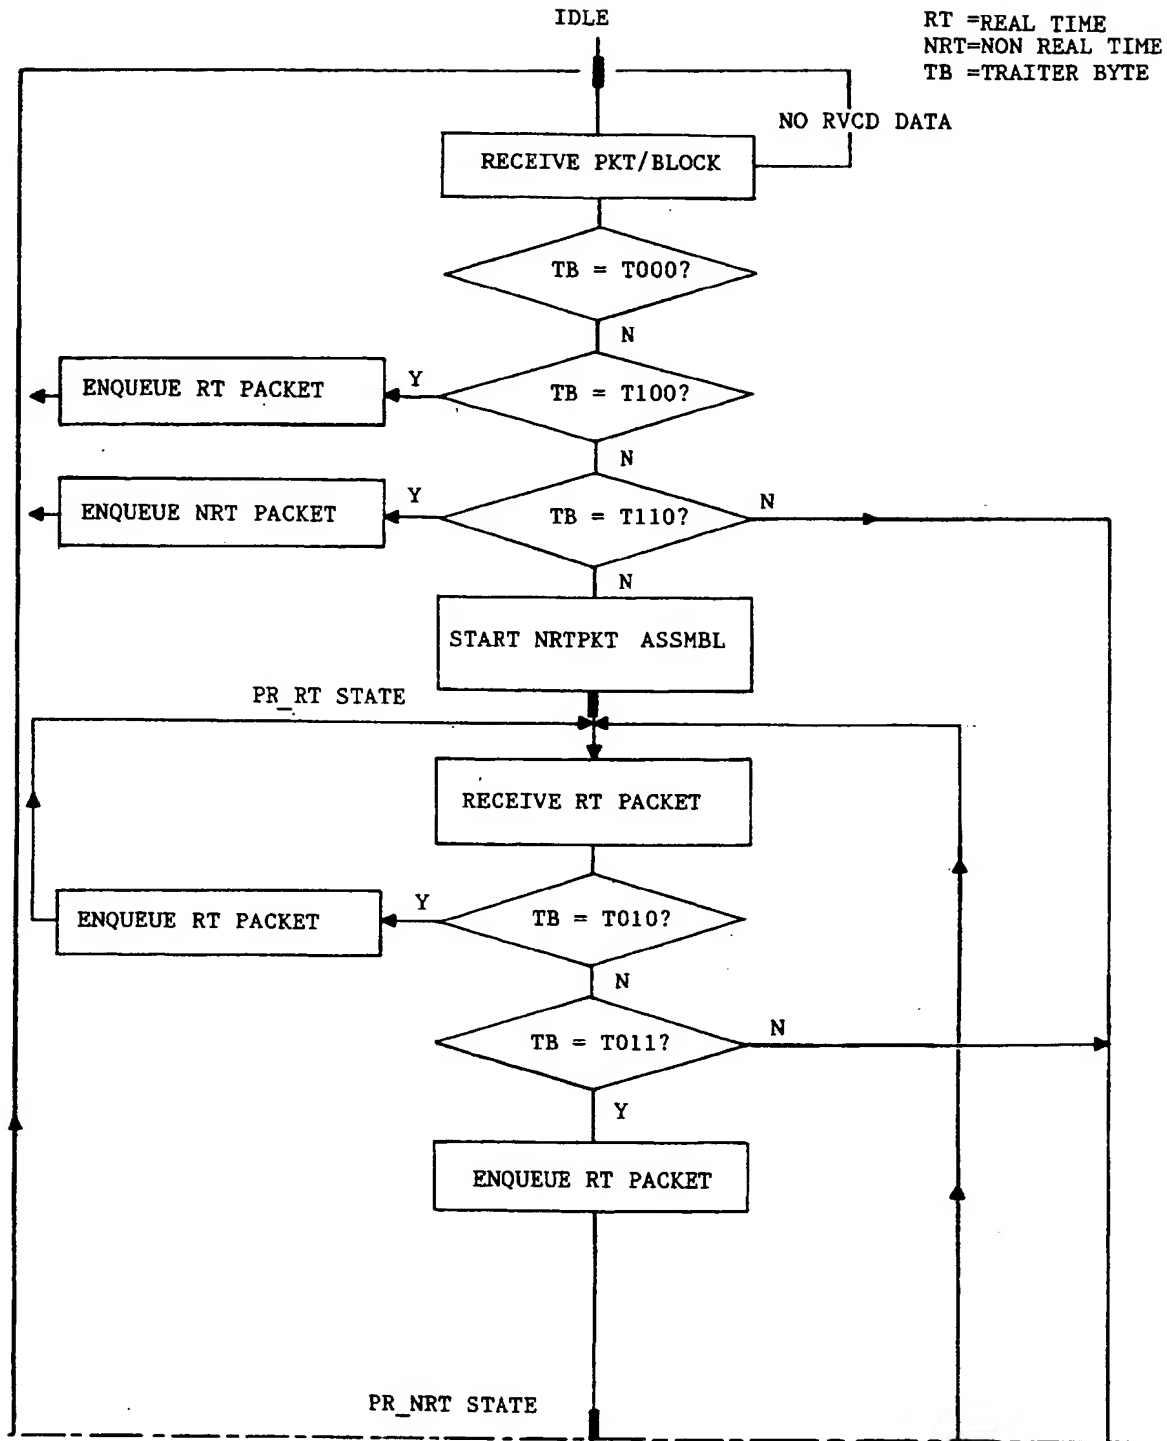 IDLE
RT =REAL TIME
NRT=NON REAL TIME
TB =TRAITER BYTE
NO RVCD DATA
RECEIVE PKT/BLOCK
TB = T000?
N
ENQUEUE RT PACKET
Y
TB = T100?
N
ENQUEUE NRT PACKET
Y
TB = T110?
N
N
START NRTPKT ASSMBL
PR_RT STATE
RECEIVE RT PACKET
ENQUEUE RT PACKET
Y
TB = T010?
N
TB = T011?
N
Y
ENQUEUE RT PACKET
PR_NRT STATE